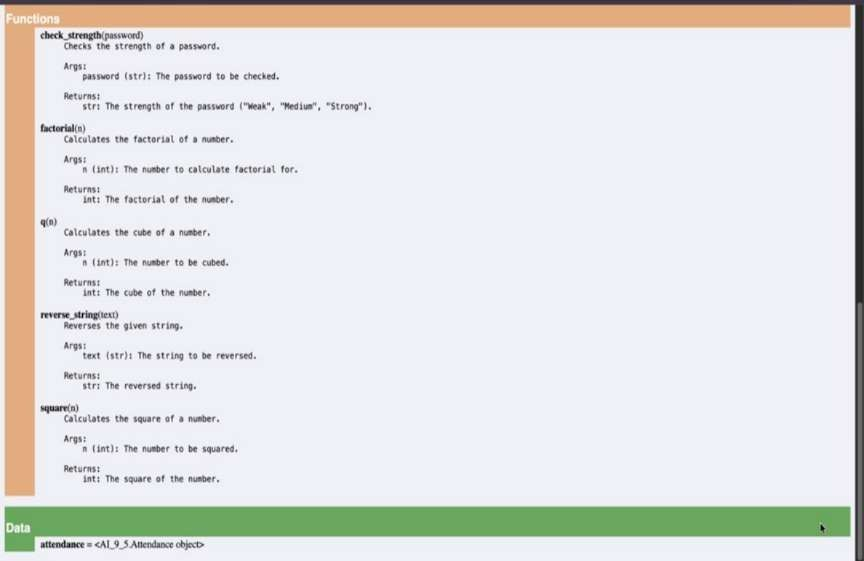 Functions
check_strength(password)
Checks the strength of a password.
Args:
password (str): The password to be checked.
Returns:
str: The strength of the password ("Weak", "Medium", "Strong").
factorial(n)
Calculates the factorial of a number.
Args:
n (int): The number to calculate factorial for.
Returns:
int: The factorial of the number.
q(n)
Calculates the cube of a number.
Args:
n (int): The number to be cubed.
Returns:
int: The cube of the number.
reverse_string(text)
Reverses the given string.
Args:
text (str): The string to be reversed.
Returns:
str: The reversed string.
square(n)
Calculates the square of a number.
Args:
n (int): The number to be squared.
Returns:
int: The square of the number.
Data
attendance = <AI_9_5.Attendance object>